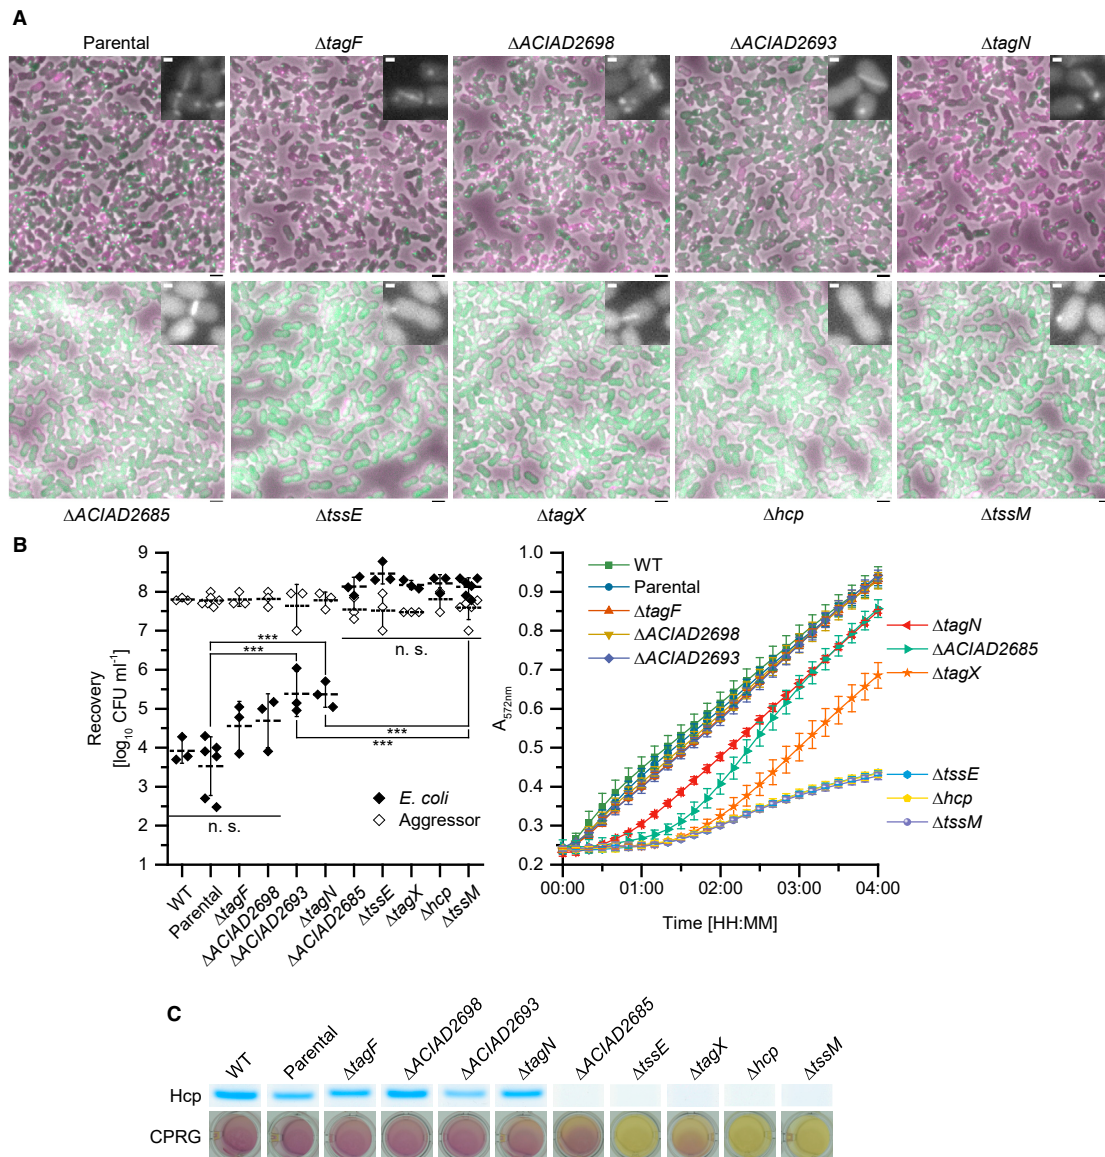 A
Parental
ΔtagF
ΔACIAD2698
ΔACIAD2693
ΔtagN
ΔACIAD2685
ΔtssE
ΔtagX
Δhcp
ΔtssM
B
Recovery
[log10 CFU ml-1]
9
8
7
6
5
4
3
2
1
***
***
n. s.
***
***
n. s.
E. coli
Aggressor
WT
Parental
ΔtagF
ΔACIAD2698
ΔACIAD2693
ΔtagN
ΔACIAD2685
ΔtssE
ΔtagX
Δhcp
ΔtssM
A572nm
1.0
0.9
0.8
0.7
0.6
0.5
0.4
0.3
0.2
WT
Parental
ΔtagF
ΔACIAD2698
ΔACIAD2693
ΔtagN
ΔACIAD2685
ΔtagX
ΔtssE
Δhcp
ΔtssM
00:00 01:00 02:00 03:00 04:00
Time [HH:MM]
C
WT
Parental
ΔtagF
ΔACIAD2698
ΔACIAD2693
ΔtagN
ΔACIAD2685
ΔtssE
ΔtagX
Δhcp
ΔtssM
Hcp
CPRG